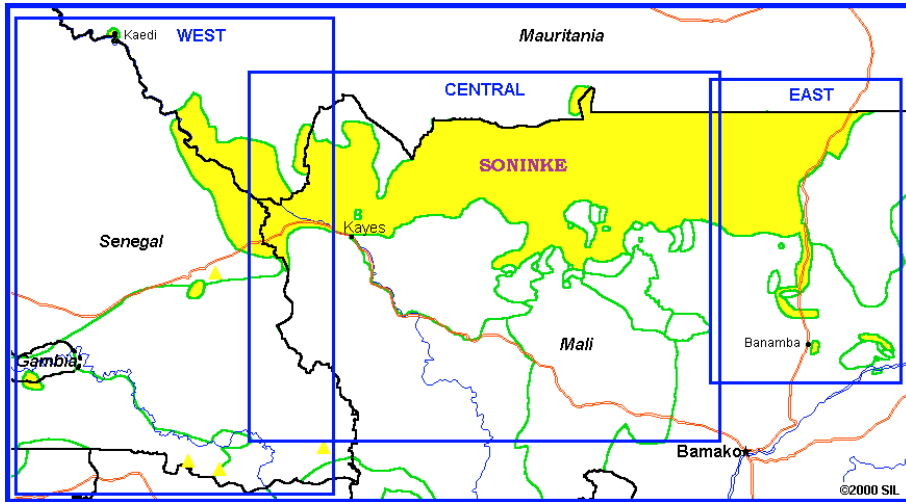 Kaedi
WEST
Mauritania
CENTRAL
EAST
SONINKE
Kayes
Senegal
Gambia
Mali
Banamba
Bamako
©2000 SIL